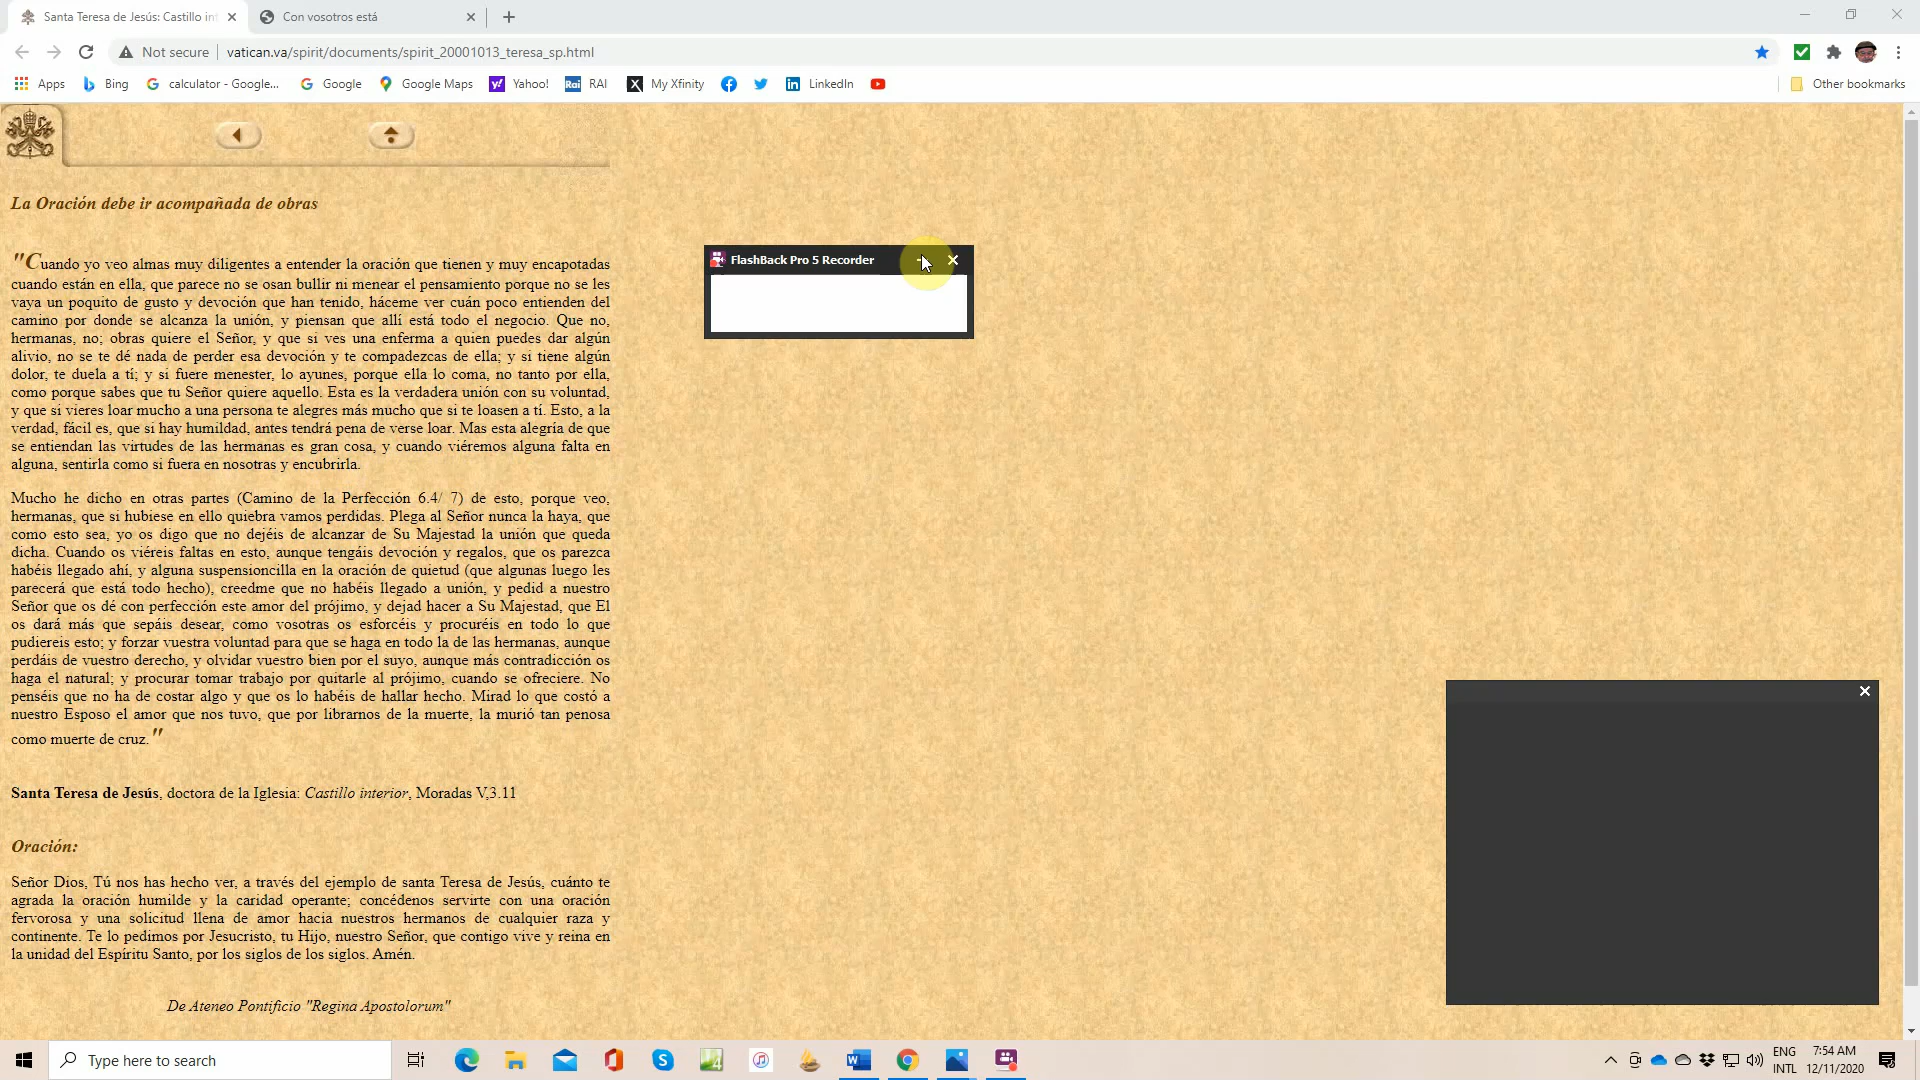 Santa Teresa de Jesús: Castillo int
Con vosotros está
Not secure
vatican.va/spirit/documents/spirit_20001013_teresa_sp.html
Apps
Bing
calculator - Google...
Google
Google Maps
Yahoo!
RAI
My Xfinity
LinkedIn
Other bookmarks
La Oración debe ir acompañada de obras
FlashBack Pro 5 Recorder
"Cuando yo veo almas muy diligentes a entender la oración que tienen y muy encapotadas
cuando están en ella, que parece no se osan bullir ni menear el pensamiento porque no se les
vaya un poquito de gusto y devoción que han tenido, háceme ver cuán poco entienden del
camino por donde se alcanza la unión, y piensan que allí está todo el negocio. Que no,
hermanas, no; obras quiere el Señor, y que si ves una enferma a quien puedes dar algún
alivio, no se te dé nada de perder esa devoción y te compadezcas de ella; y si tiene algún
dolor, te duela a tí; y si fuere menester, lo ayunes, porque ella lo coma, no tanto por ella,
como porque sabes que tu Señor quiere aquello. Esta es la verdadera unión con su voluntad,
y que si vieres loar mucho a una persona te alegres más mucho que si te loasen a tí. Esto, a la
verdad, fácil es, que si hay humildad, antes tendrá pena de verse loar. Mas esta alegría de que
se entiendan las virtudes de las hermanas es gran cosa, y cuando viéremos alguna falta en
alguna, sentirla como si fuera en nosotras y encubrirla.
Mucho he dicho en otras partes (Camino de la Perfección 6.4/ 7) de esto, porque veo,
hermanas, que si hubiese en ello quiebra vamos perdidas. Plega al Señor nunca la haya, que
como esto sea, yo os digo que no dejéis de alcanzar de Su Majestad la unión que queda
dicha. Cuando os viéreis faltas en esto, aunque tengáis devoción y regalos, que os parezca
habéis llegado ahí, y alguna suspensioncilla en la oración de quietud (que algunas luego les
parecerá que está todo hecho), creedme que no habéis llegado a unión, y pedid a nuestro
Señor que os dé con perfección este amor del prójimo, y dejad hacer a Su Majestad, que El
os dará más que sepáis desear, como vosotras os esforcéis y procuréis en todo lo que
pudiereis esto; y forzar vuestra voluntad para que se haga en todo la de las hermanas, aunque
perdáis de vuestro derecho, y olvidar vuestro bien por el suyo, aunque más contradicción os
haga el natural; y procurar tomar trabajo por quitarle al prójimo, cuando se ofreciere. No
penséis que no ha de costar algo y que os lo habéis de hallar hecho. Mirad lo que costó a
nuestro Esposo el amor que nos tuvo, que por librarnos de la muerte, la murió tan penosa
como muerte de cruz."
Santa Teresa de Jesús, doctora de la Iglesia: Castillo interior, Moradas V,3.11
Oración:
Señor Dios, Tú nos has hecho ver, a través del ejemplo de santa Teresa de Jesús, cuánto te
agrada la oración humilde y la caridad operante; concédenos servirte con una oración
fervorosa y una solicitud llena de amor hacia nuestros hermanos de cualquier raza y
continente. Te lo pedimos por Jesucristo, tu Hijo, nuestro Señor, que contigo vive y reina en
la unidad del Espíritu Santo, por los siglos de los siglos. Amén.
De Ateneo Pontificio "Regina Apostolorum"
Type here to search
ENG
INTL
7:54 AM
12/11/2020